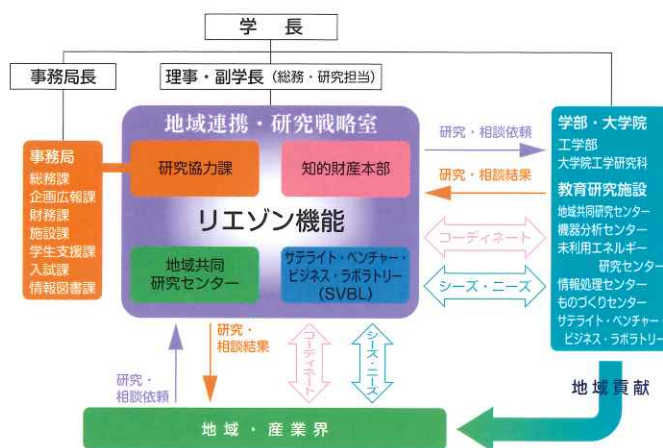 学 長
事務局長
理事・副学長（総務・研究担当）
地域連携・研究戦略室
研究協力課
知的財産本部
リエゾン機能
地域共同
研究センター
サテライト・ベンチャー・
ビジネス・ラボラトリー
(SVBL)
事務局
総務課
企画広報課
財務課
施設課
学生支援課
入試課
情報図書課
研究・相談依頼
研究・相談結果
コーディネート
シーズ・ニーズ
学部・大学院
工学部
大学院工学研究科
教育研究施設
地域共同研究センター
機器分析センター
未利用エネルギー
研究センター
情報処理センター
ものづくりセンター
サテライト・ベンチャー・
ビジネス・ラボラトリー
研究・
相談依頼
研究・
相談結果
コーディネート
シーズ・ニーズ
地域貢献
地域・産業界